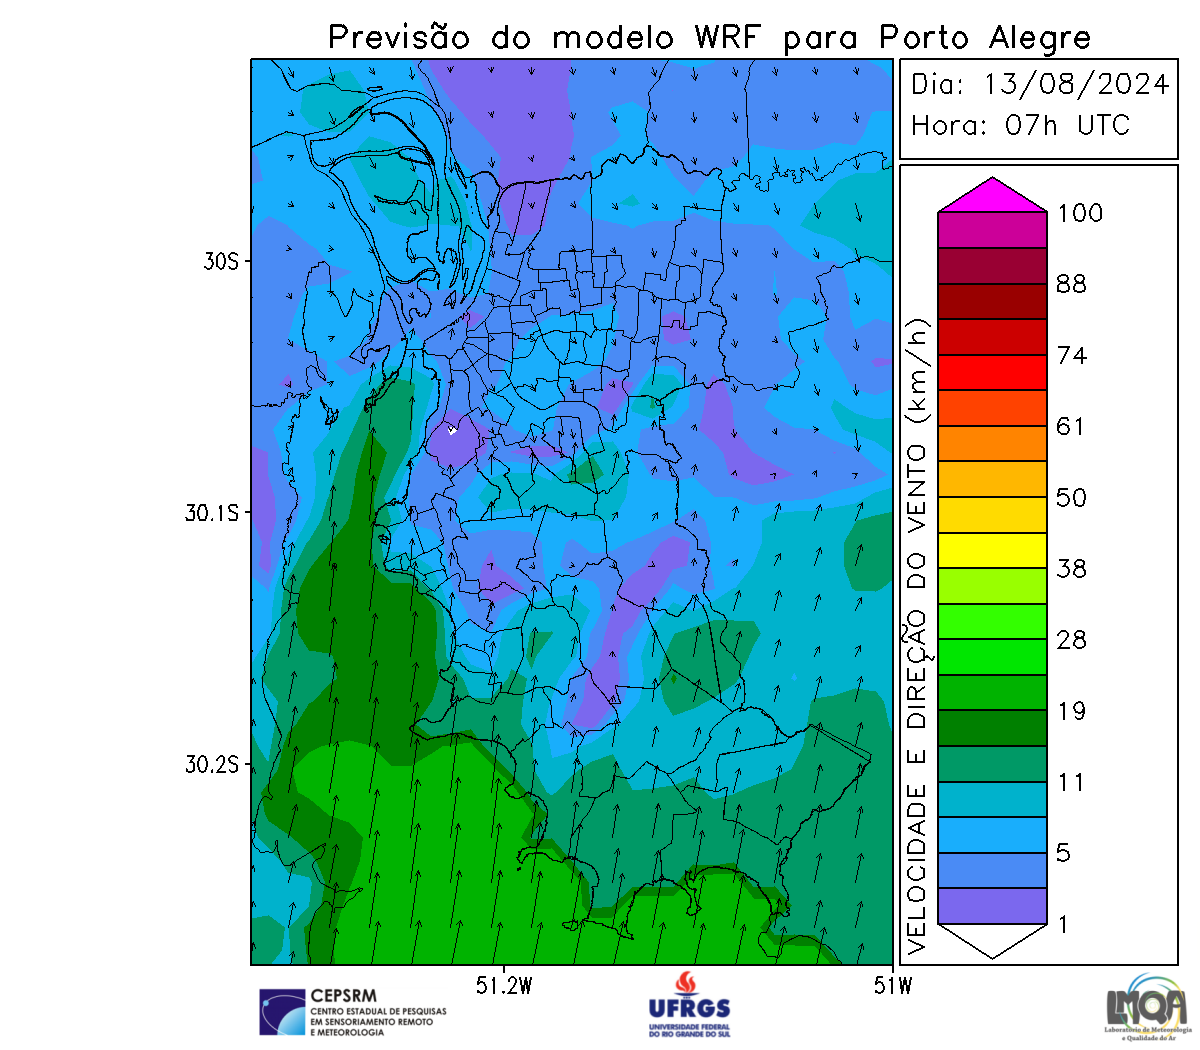 Previsão do modelo WRF para Porto Alegre
Dia: 13/08/2024
Hora: 07h UTC
30S
30.1S
30.2S
51.2W
51W
VELOCIDADE E DIREÇÃO DO VENTO (km/h)
100
88
74
61
50
38
28
19
11
5
1
CEPSRM
CENTRO ESTADUAL DE PESQUISAS
EM SENSORIAMENTO REMOTO
E METEOROLOGIA
UFRGS
UNIVERSIDADE FEDERAL
DO RIO GRANDE DO SUL
LMQA
Laboratório de Meteorologia
e Qualidade do Ar